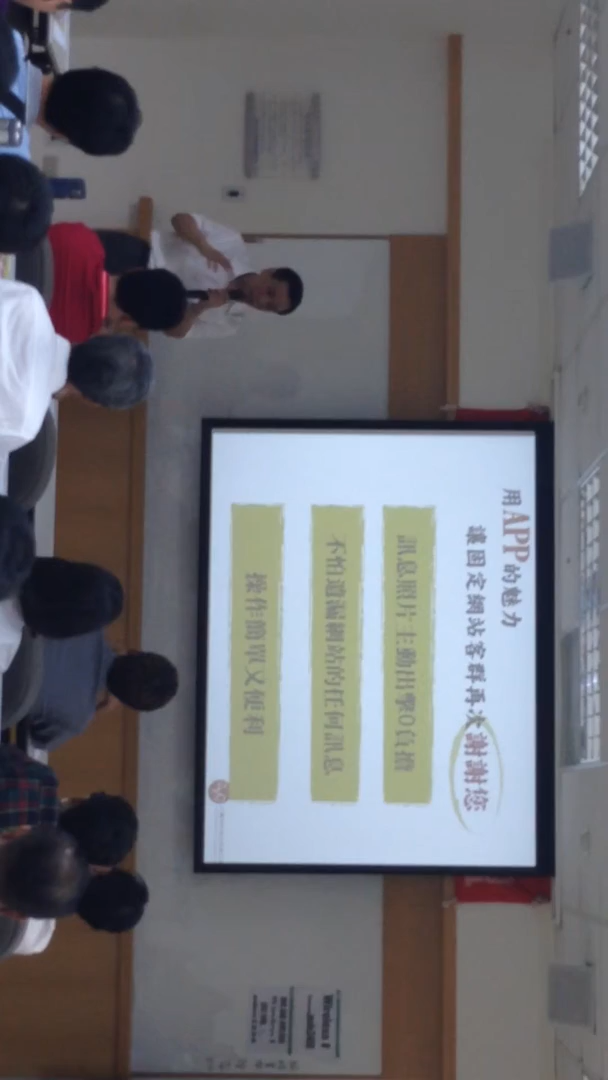 用APP的魅力
讓固定網站客群再次謝謝您
訊息照片主動出擊0負擔
不怕遺漏網站的任何訊息
操作簡單又便利
Wireless